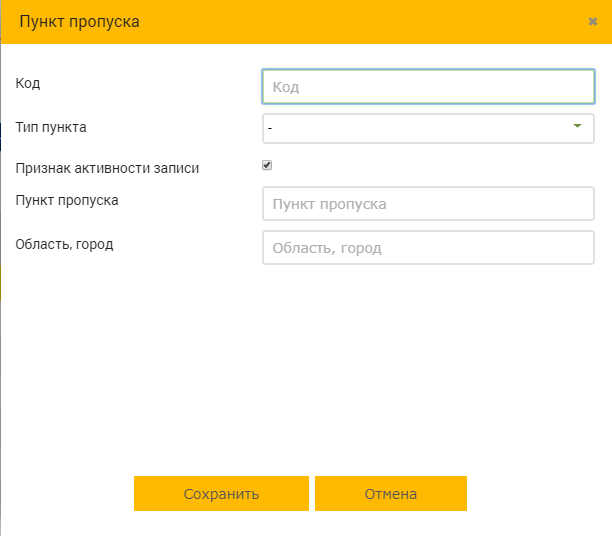 Пункт пропуска
Код
Код
Тип пункта
-
Признак активности записи
Пункт пропуска
Пункт пропуска
Область, город
Область, город
Сохранить
Отмена